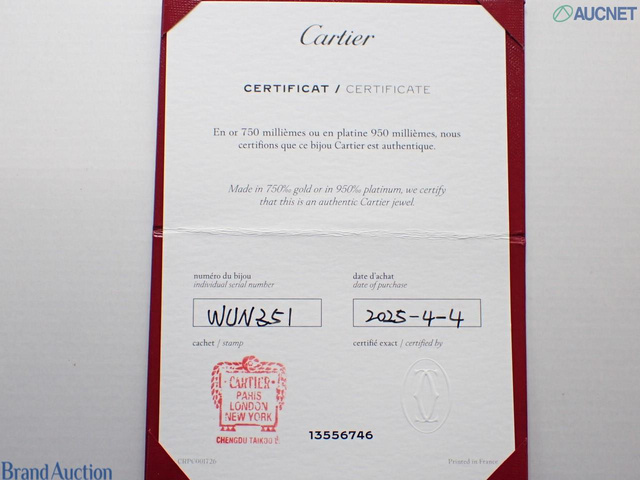 AUCNET
Cartier
CERTIFICAT / CERTIFICATE
En or 750 millièmes ou en platine 950 millièmes, nous
certifions que ce bijou Cartier est authentique.
Made in 750‰ gold or in 950‰ platinum, we certify
that this is an authentic Cartier jewel.
numéro du bijou
individual serial number
date d'achat
date of purchase
WUN351
2025-4-4
cachet / stamp
certifié exact / certified by
CARTIER
PARIS
LONDON
NEW YORK
CHENGDU TAIKOO
13556746
Printed in France
Brand Auction